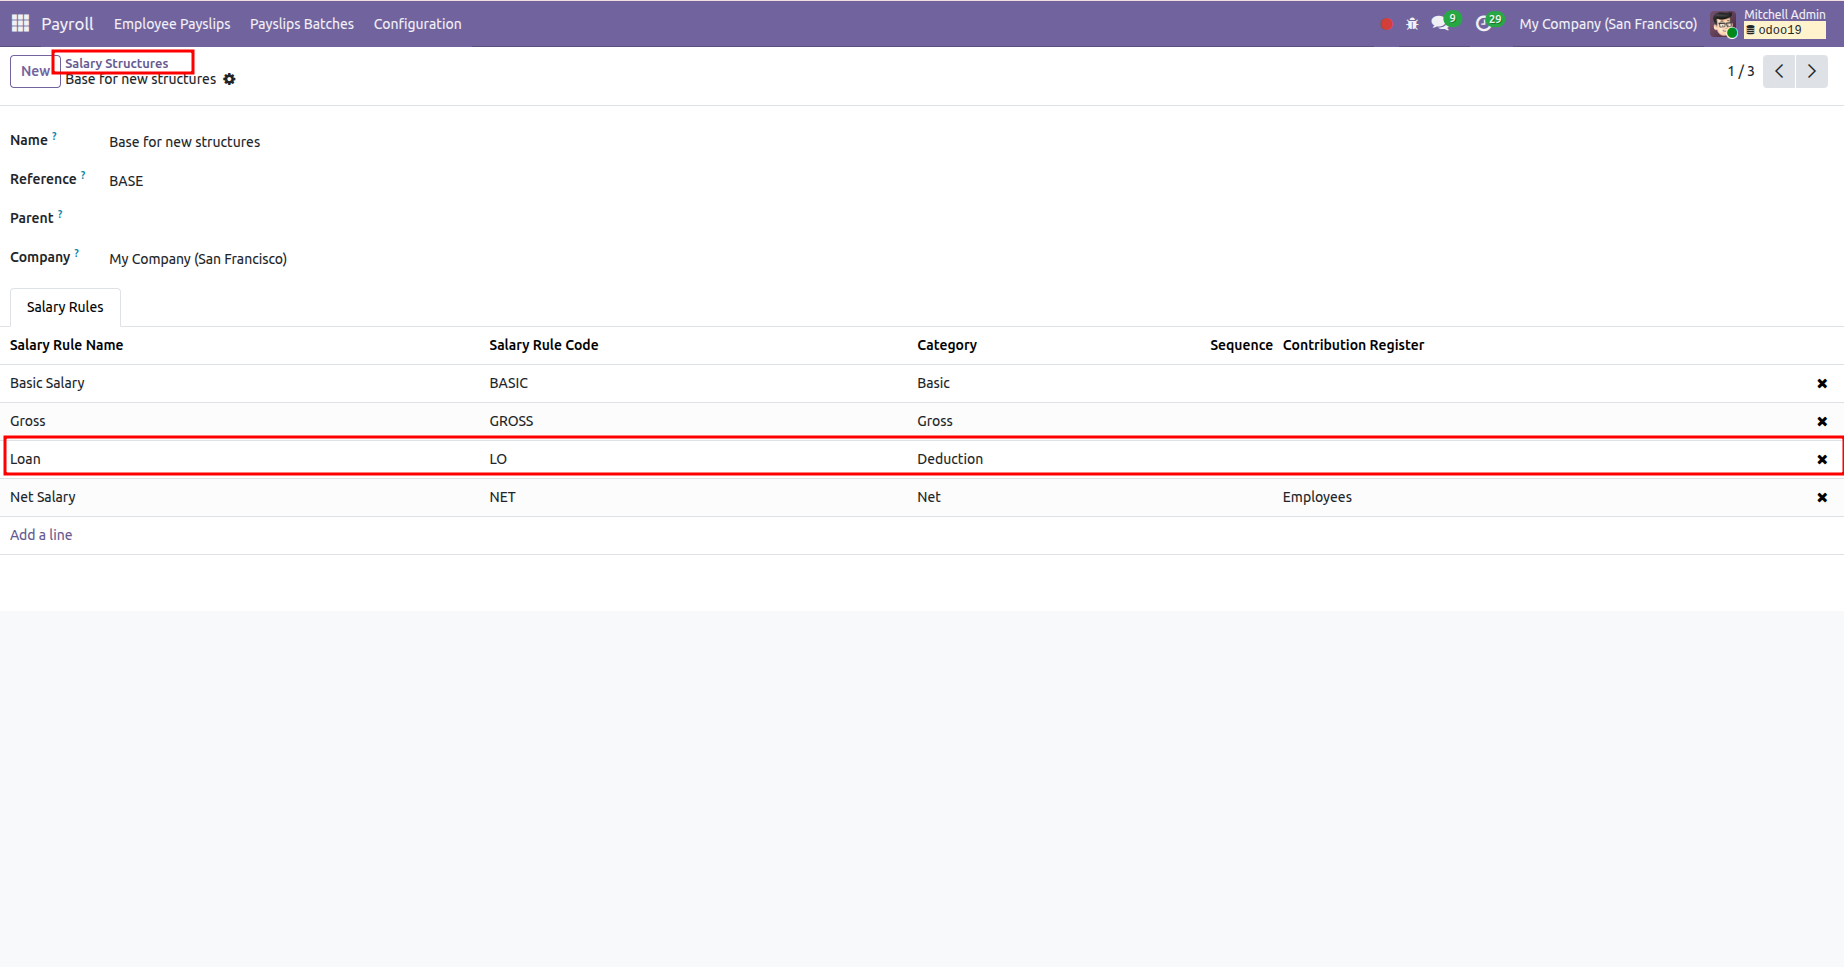 Payroll Employee Payslips Payslips Batches Configuration 9 29 My Company (San Francisco) Mitchell Admin
odoo19
New Salary Structures
Base for new structures 1 / 3
Name ? Base for new structures
Reference ? BASE
Parent ?
Company ? My Company (San Francisco)
Salary Rules
Salary Rule Name Salary Rule Code Category Sequence Contribution Register
Basic Salary BASIC Basic
Gross GROSS Gross
Loan LO Deduction
Net Salary NET Net Employees
Add a line